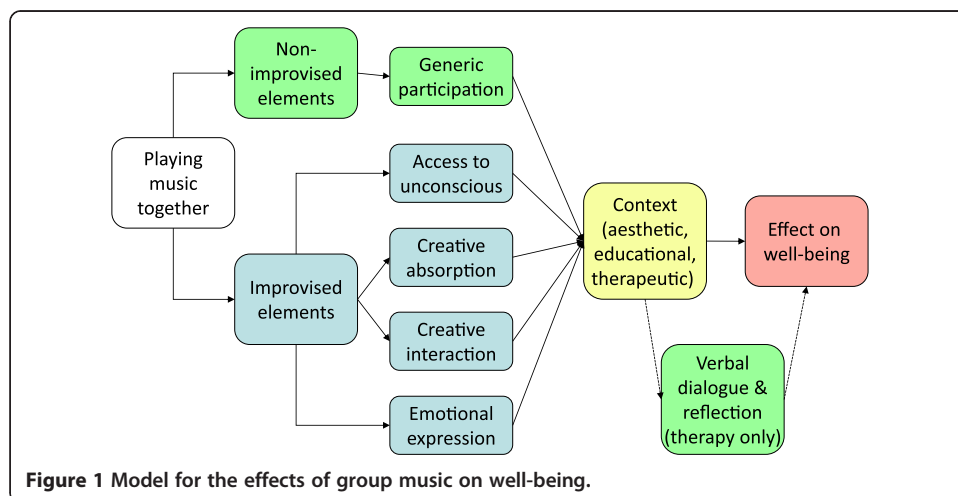 Non-
improvised
elements
Generic
participation
Playing
music
together
Access to
unconscious
Creative
absorption
Improvised
elements
Creative
interaction
Emotional
expression
Context
(aesthetic,
educational,
therapeutic)
Effect on
well-being
Verbal
dialogue &
reflection
(therapy only)
Figure 1 Model for the effects of group music on well-being.